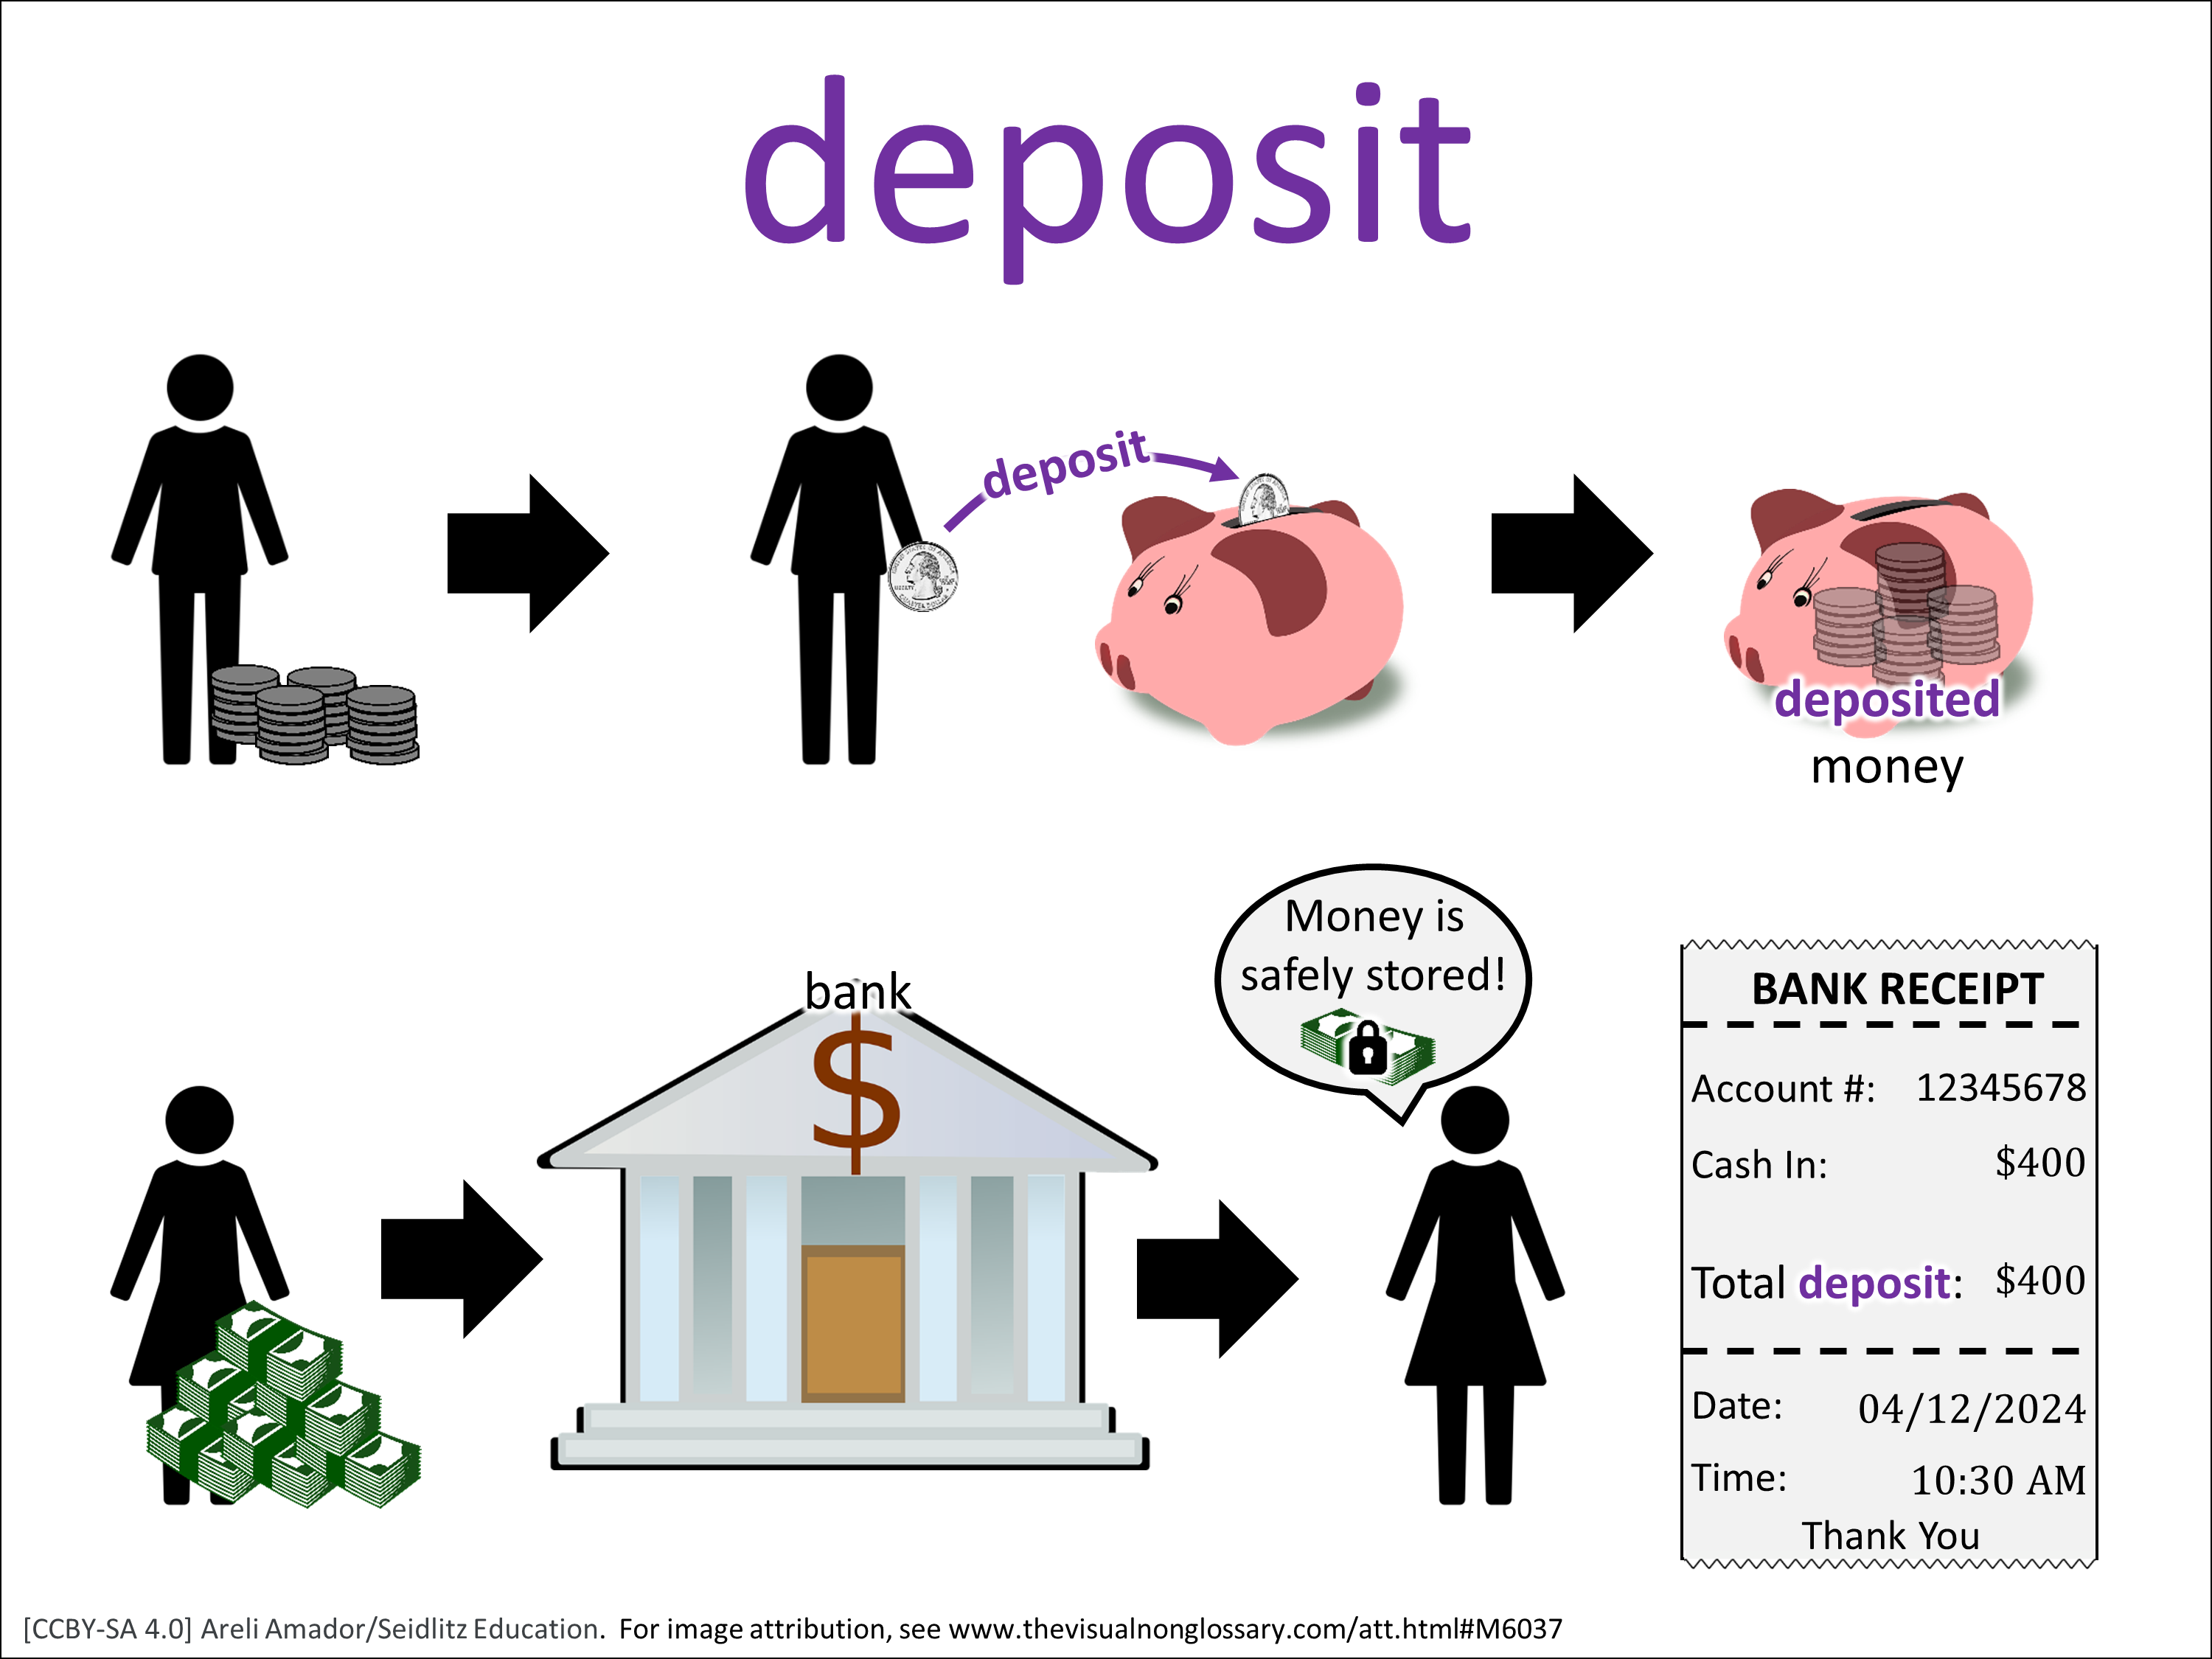 deposit
deposit
deposited
money
bank
$
Money is
safely stored!
BANK RECEIPT
Account #: 12345678
Cash In: $400
Total deposit: $400
Date: 04/12/2024
Time: 10:30 AM
Thank You
[CCBY-SA 4.0] Areli Amador/Seidlitz Education. For image attribution, see www.thevisualnonglossary.com/att.html#M6037